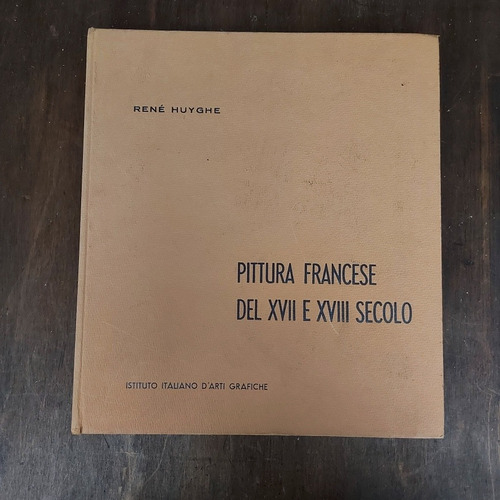 RENÉ HUYGHE
PITTURA FRANCESE
DEL XVII E XVIII SECOLO
ISTITUTO ITALIANO D'ARTI GRAFICHE